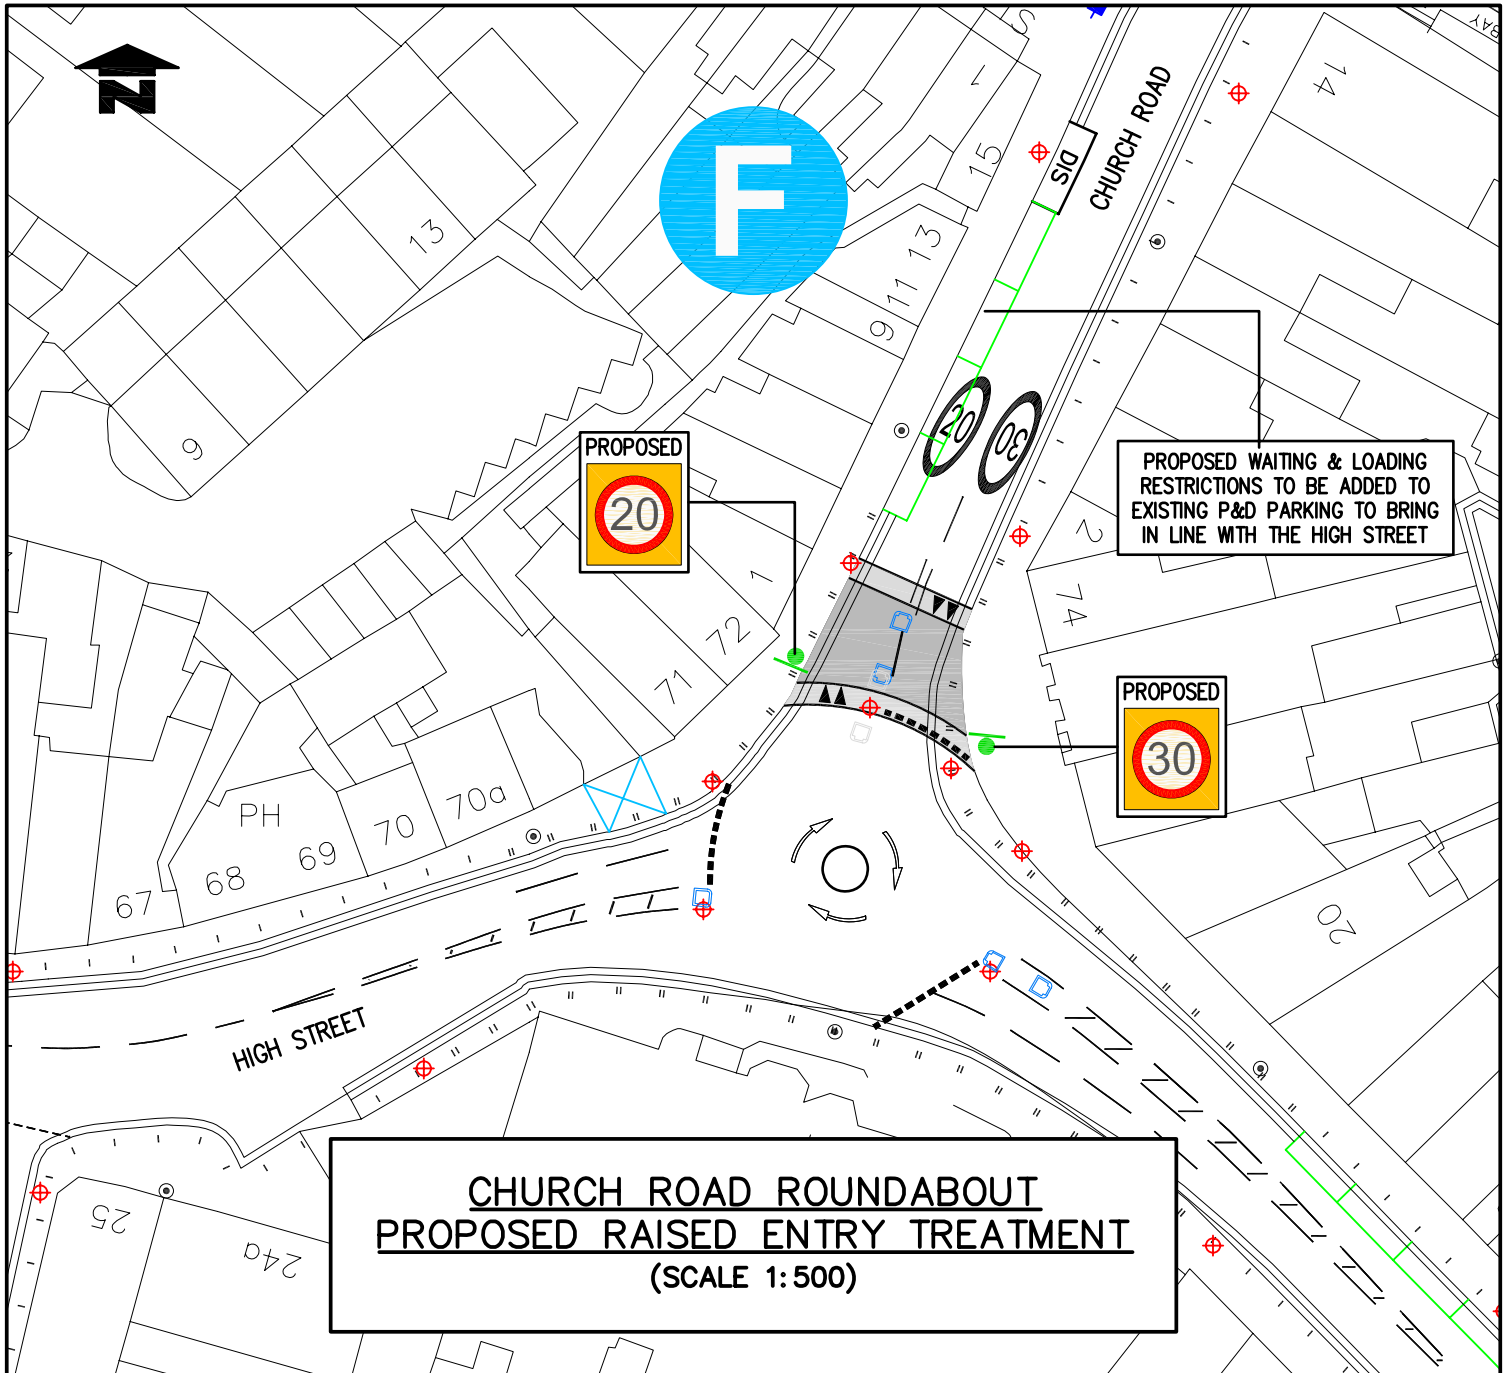 BAY
S
1
14
CHURCH ROAD
DIS
N
F
15
13
13
11
9
9
20
30
PROPOSED
20
PROPOSED WAITING & LOADING
RESTRICTIONS TO BE ADDED TO
EXISTING P&D PARKING TO BRING
IN LINE WITH THE HIGH STREET
2
1
74
72
71
PROPOSED
30
PH
70a
70
69
68
67
20
HIGH STREET
25
24a
CHURCH ROAD ROUNDABOUT
PROPOSED RAISED ENTRY TREATMENT
(SCALE 1:500)